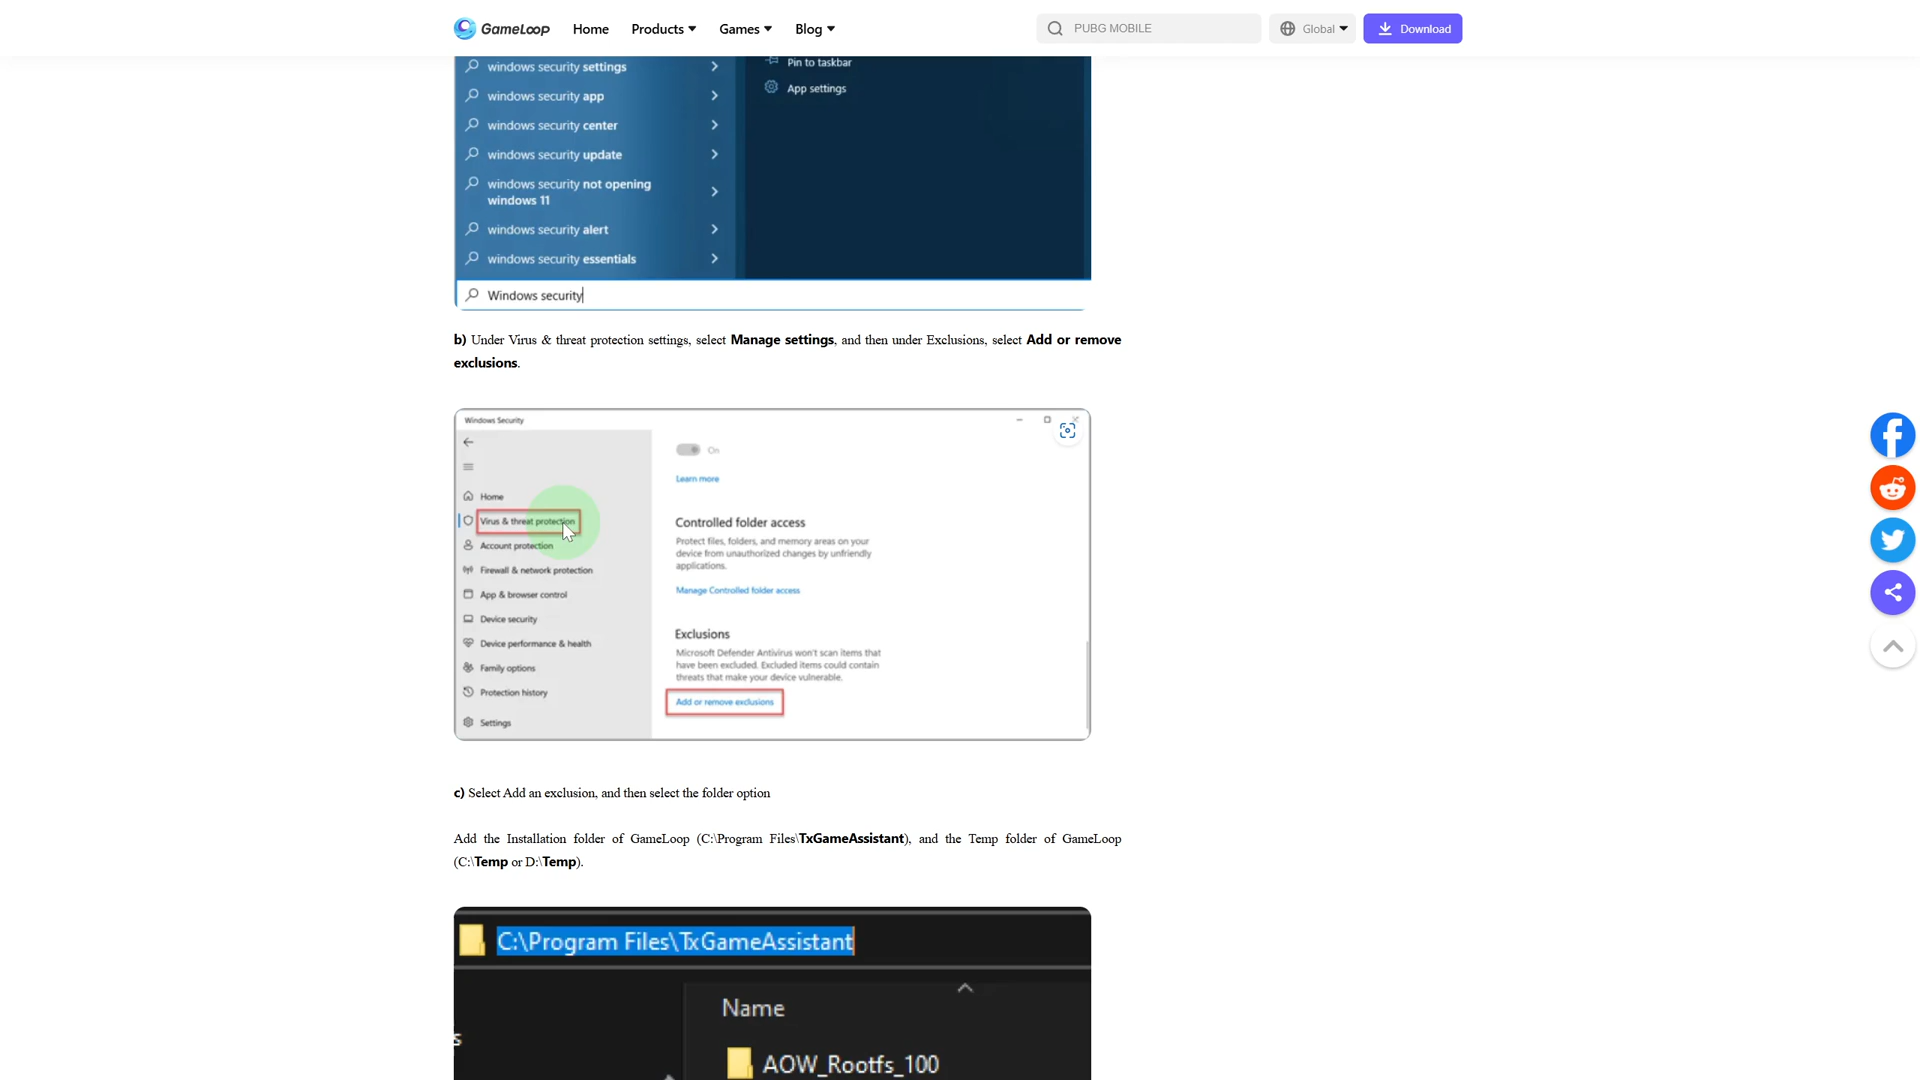 GameLoop
Home
Products
Games
Blog
PUBG MOBILE
Global
Download
windows security settings
windows security app
windows security center
windows security update
windows security not opening
windows 11
windows security alert
windows security essentials
Windows security
Pin to taskbar
App settings
b) Under Virus & threat protection settings, select Manage settings, and then under Exclusions, select Add or remove
exclusions.
Windows Security
Home
Virus & threat protection
Account protection
Firewall & network protection
App & browser control
Device security
Device performance & health
Family options
Protection history
Settings
On
Learn more
Controlled folder access
Protect files, folders, and memory areas on your
device from unauthorized changes by unfriendly
applications.
Manage Controlled folder access
Exclusions
Microsoft Defender Antivirus won't scan items that
have been excluded. Excluded items could contain
threats that make your device vulnerable.
Add or remove exclusions
c) Select Add an exclusion, and then select the folder option
Add the Installation folder of GameLoop (C:\Program Files\TxGameAssistant), and the Temp folder of GameLoop
(C:\Temp or D:\Temp).
C:\Program Files\TxGameAssistant
Name
AOW_Rootfs_100